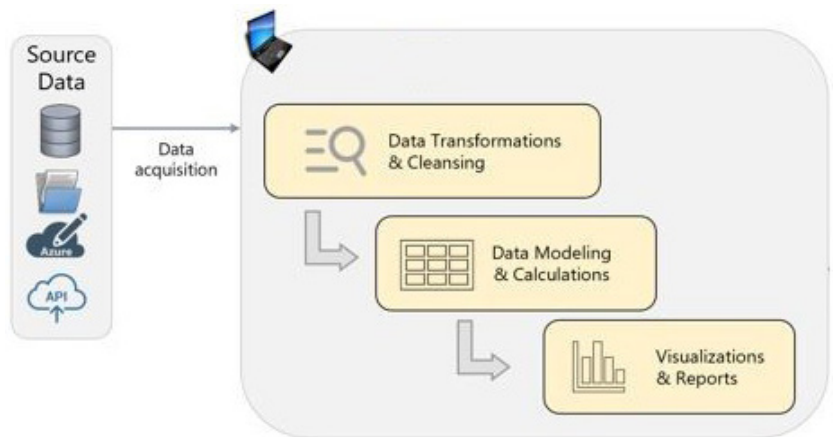 Source
Data
Azure
API
Data
acquisition
Data Transformations
& Cleansing
Data Modeling
& Calculations
Visualizations
& Reports